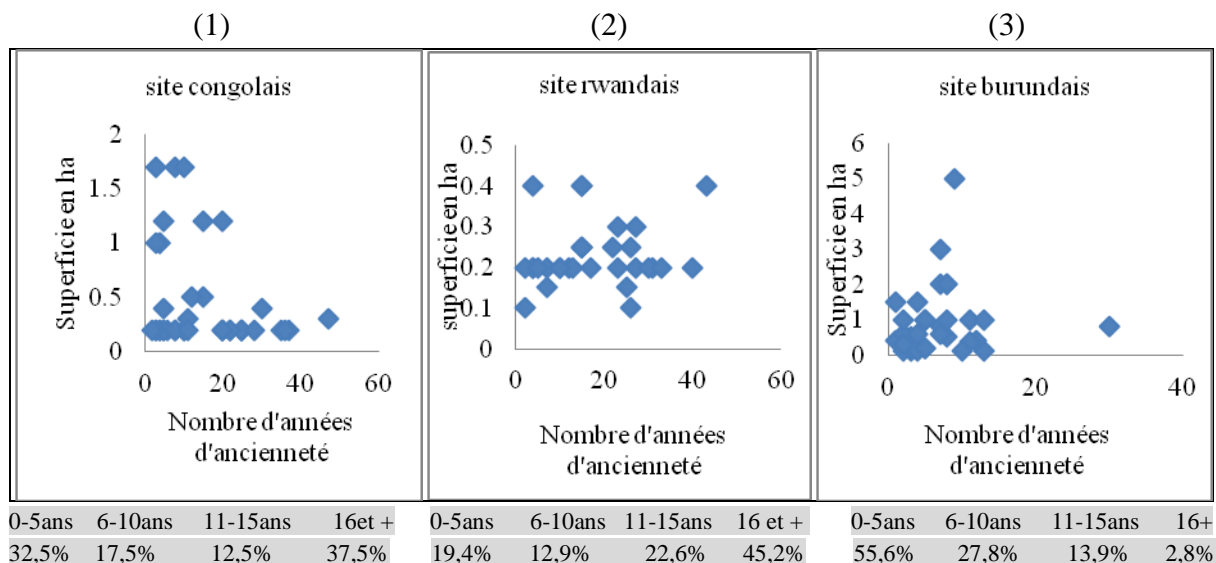 (1)
site congolais
Superficie en ha
2
1.5
1
0.5
0
0 20 40 60
Nombre d'années
d'ancienneté
0-5ans 6-10ans 11-15ans 16et +
32,5% 17,5% 12,5% 37,5%
(2)
site rwandais
superficie en ha
0.5
0.4
0.3
0.2
0.1
0
0 20 40 60
Nombre d'années
d'ancienneté
0-5ans 6-10ans 11-15ans 16 et +
19,4% 12,9% 22,6% 45,2%
(3)
site burundais
Superficie en ha
6
5
4
3
2
1
0
0 20 40
Nombre d'années
d'ancienneté
0-5ans 6-10ans 11-15ans 16+
55,6% 27,8% 13,9% 2,8%